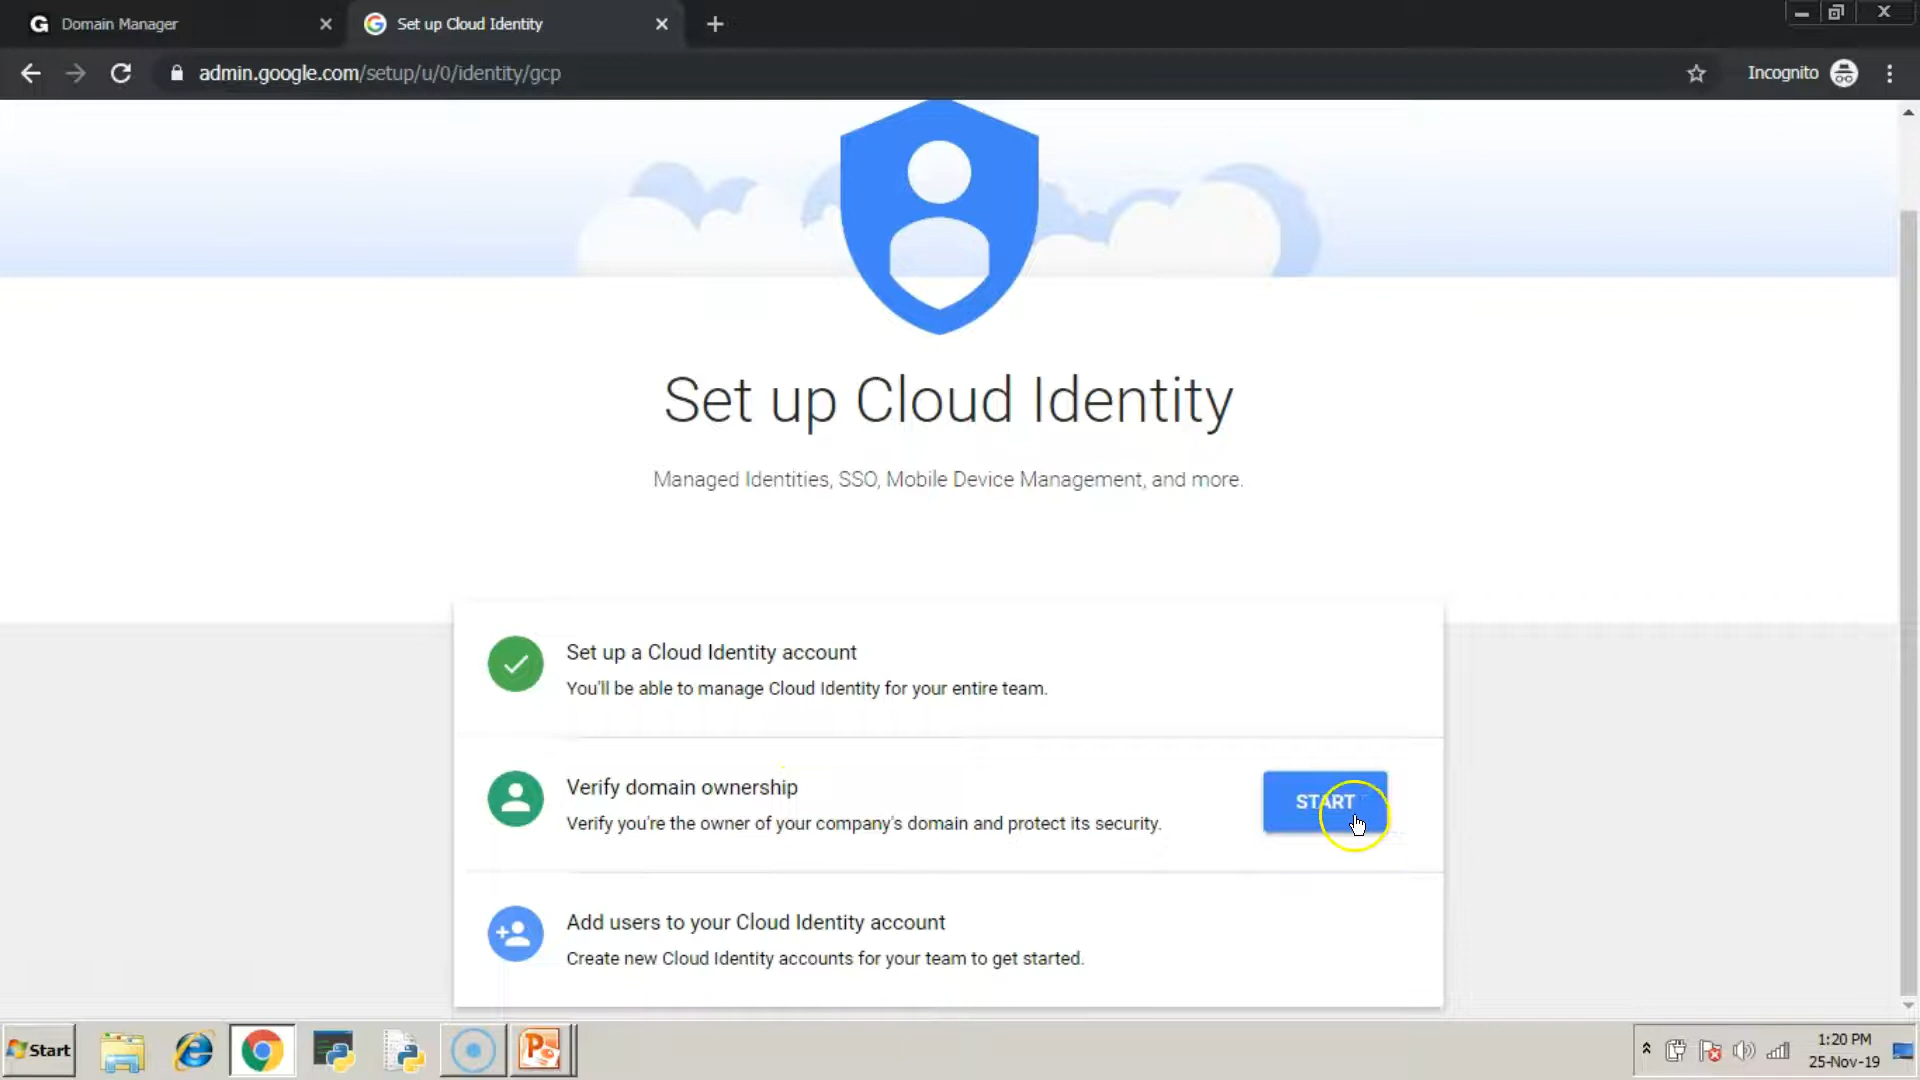 Domain Manager
Set up Cloud Identity
admin.google.com/setup/u/0/identity/gcp
Incognito
Set up Cloud Identity
Managed Identities, SSO, Mobile Device Management, and more.
Set up a Cloud Identity account
You'll be able to manage Cloud Identity for your entire team.
Verify domain ownership
Verify you're the owner of your company's domain and protect its security.
START
Add users to your Cloud Identity account
Create new Cloud Identity accounts for your team to get started.
Start
1:20 PM
25-Nov-19